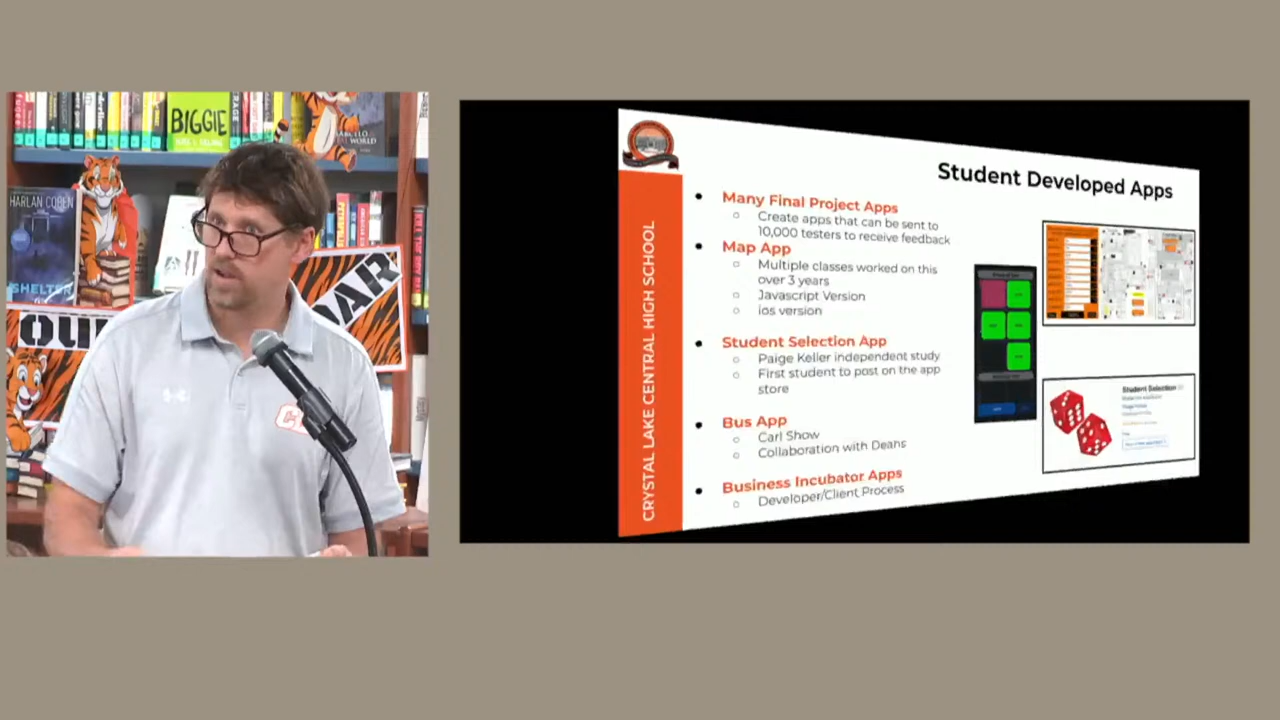 BIGGIE
HARLAN COBEN
SHELTER
OUR
ROAR
CRYSTAL LAKE CENTRAL HIGH SCHOOL
Student Developed Apps
Many Final Project Apps
Create apps that can be sent to
10,000 testers to receive feedback
Map App
Multiple classes worked on this
over 3 years
Javascript Version
ios version
Student Selection App
Paige Keller independent study
First student to post on the app
store
Bus App
Carl Show
Collaboration with Deans
Business Incubator Apps
Developer/Client Process
Student Selection